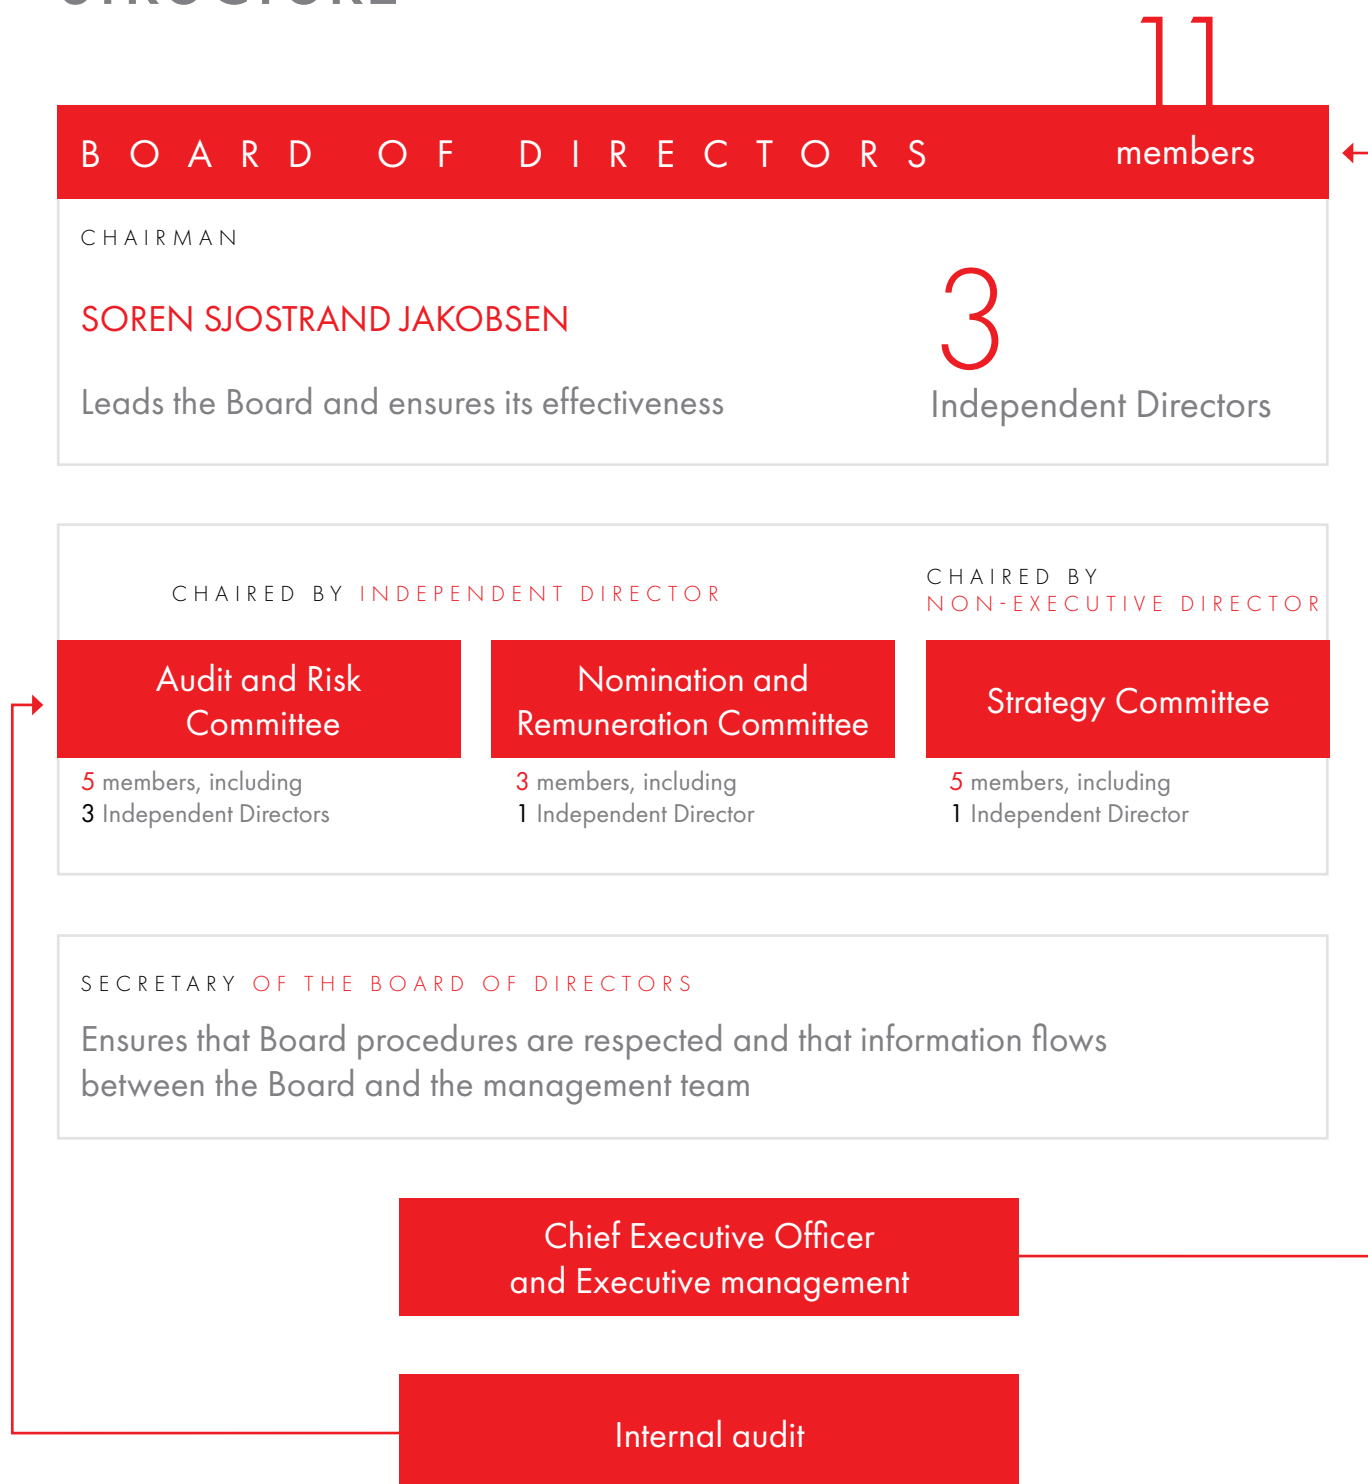 STRUCTURE
11
BOARD OF DIRECTORS
members
CHAIRMAN
SOREN SJOSTRAND JAKOBSEN
Leads the Board and ensures its effectiveness
3
Independent Directors
CHAIRED BY INDEPENDENT DIRECTOR
CHAIRED BY
NON-EXECUTIVE DIRECTOR
Audit and Risk
Committee
5 members, including
3 Independent Directors
Nomination and
Remuneration Committee
3 members, including
1 Independent Director
Strategy Committee
5 members, including
1 Independent Director
SECRETARY OF THE BOARD OF DIRECTORS
Ensures that Board procedures are respected and that information flows
between the Board and the management team
Chief Executive Officer
and Executive management
Internal audit